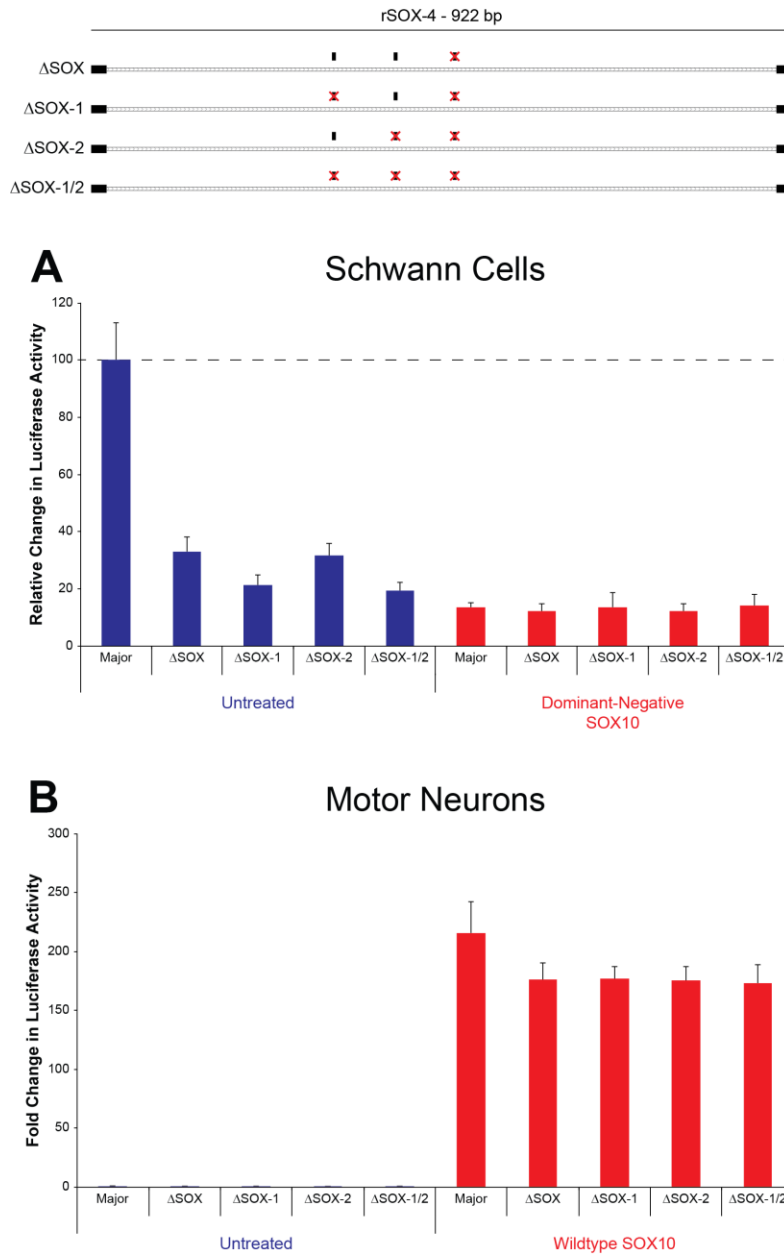 rSOX-4 - 922 bp
ΔSOX
ΔSOX-1
ΔSOX-2
ΔSOX-1/2
A
Schwann Cells
Relative Change in Luciferase Activity
120
100
80
60
40
20
0
Major ΔSOX ΔSOX-1 ΔSOX-2 ΔSOX-1/2 Major ΔSOX ΔSOX-1 ΔSOX-2 ΔSOX-1/2
Untreated
Dominant-Negative
SOX10
B
Motor Neurons
Fold Change in Luciferase Activity
300
250
200
150
100
50
0
Major ΔSOX ΔSOX-1 ΔSOX-2 ΔSOX-1/2 Major ΔSOX ΔSOX-1 ΔSOX-2 ΔSOX-1/2
Untreated
Wildtype SOX10